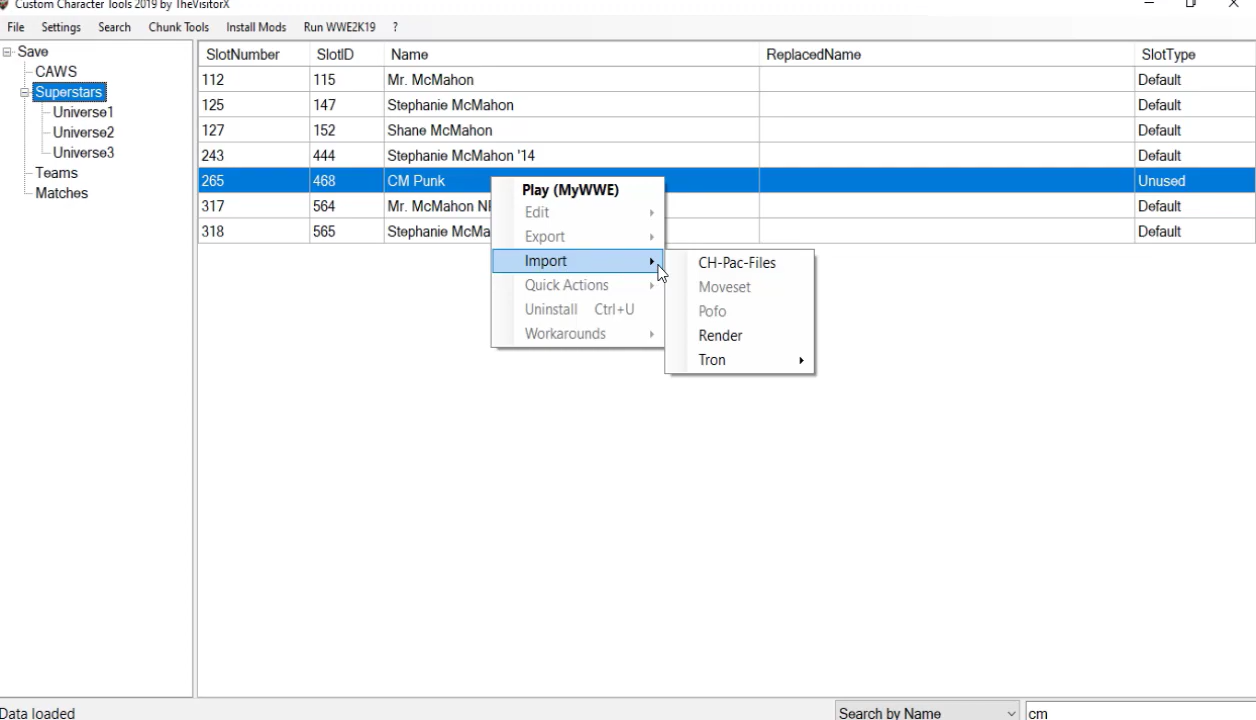 Custom Character Tools 2019 by TheVisitorX
File Settings Search Chunk Tools Install Mods Run WWE2K19 ?
Save
CAWS
Superstars
Universe1
Universe2
Universe3
Teams
Matches
SlotNumber SlotID Name ReplacedName SlotType
112 115 Mr. McMahon Default
125 147 Stephanie McMahon Default
127 152 Shane McMahon Default
243 444 Stephanie McMahon '14 Default
265 468 CM Punk Unused
317 564 Mr. McMahon Default
318 565 Stephanie Default
Play (MyWWE)
Edit
Export
Import
Quick Actions
Uninstall Ctrl+U
Workarounds
CH-Pac-Files
Moveset
Pofo
Render
Tron
Data loaded
Search by Name cm